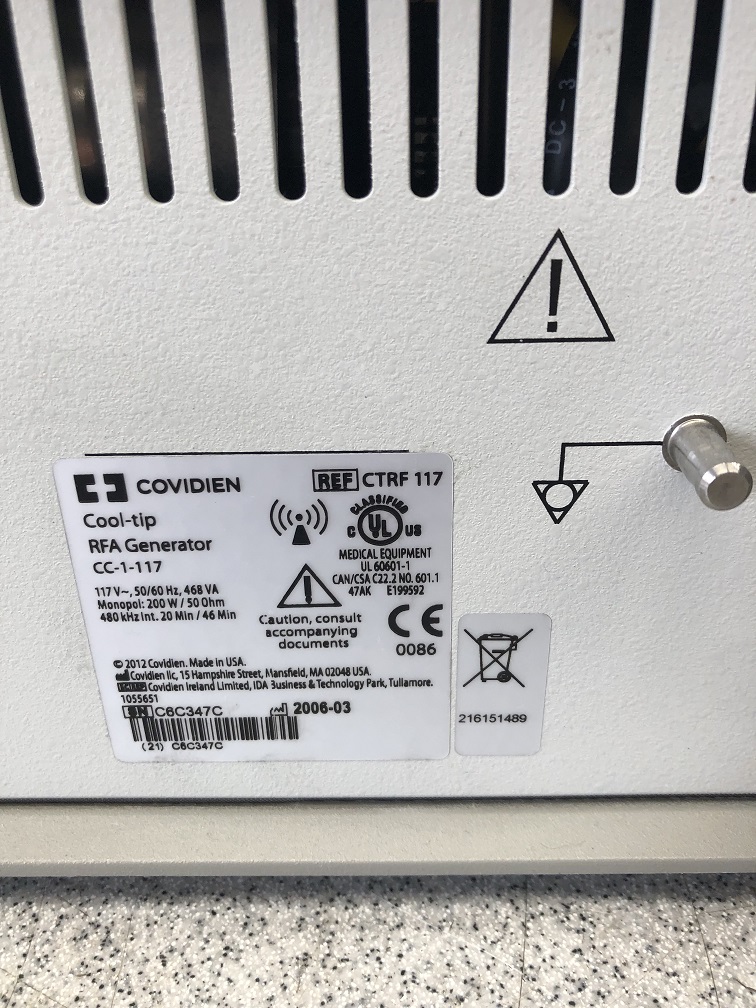 DC-3
COVIDIEN
REF CTRF 117
Cool-tip
RFA Generator
CC-1-117
117 V~, 50/60 Hz, 468 VA
Monopol: 200 W / 50 Ohm
480 kHz Int. 20 Min / 46 Min
CLASSIFIED
C UL US
MEDICAL EQUIPMENT
UL 60601-1
CAN/CSA C22.2 NO. 601.1
47AK E199592
Caution, consult
accompanying
documents
CE
0086
© 2012 Covidien. Made in USA.
Covidien llc, 15 Hampshire Street, Mansfield, MA 02048 USA.
Covidien Ireland Limited, IDA Business & Technology Park, Tullamore.
1055651
SN C6C347C 2006-03
(21) C6C347C
216151489